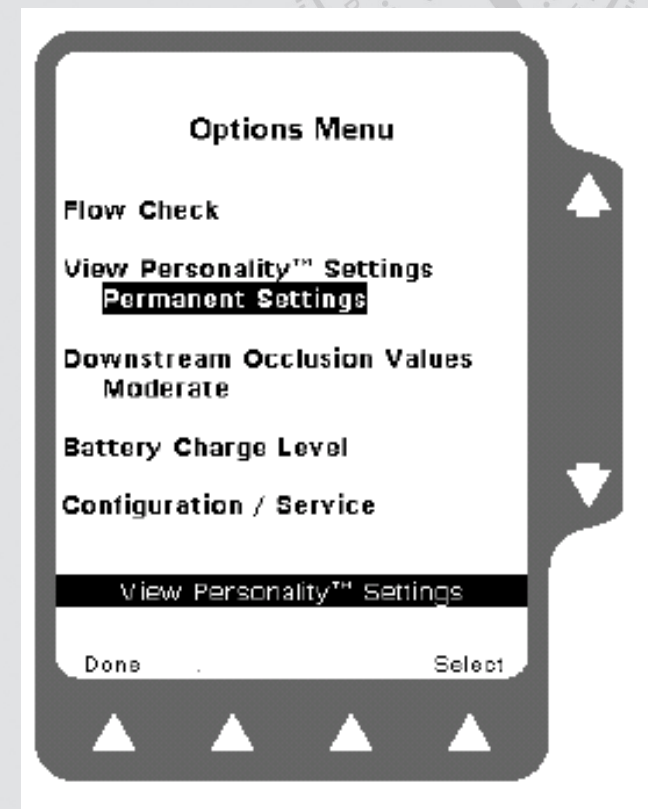 Options Menu
Flow Check
View Personality™ Settings
Permanent Settings
Downstream Occlusion Values
Moderate
Battery Charge Level
Configuration / Service
View Personality™ Settings
Done . Select